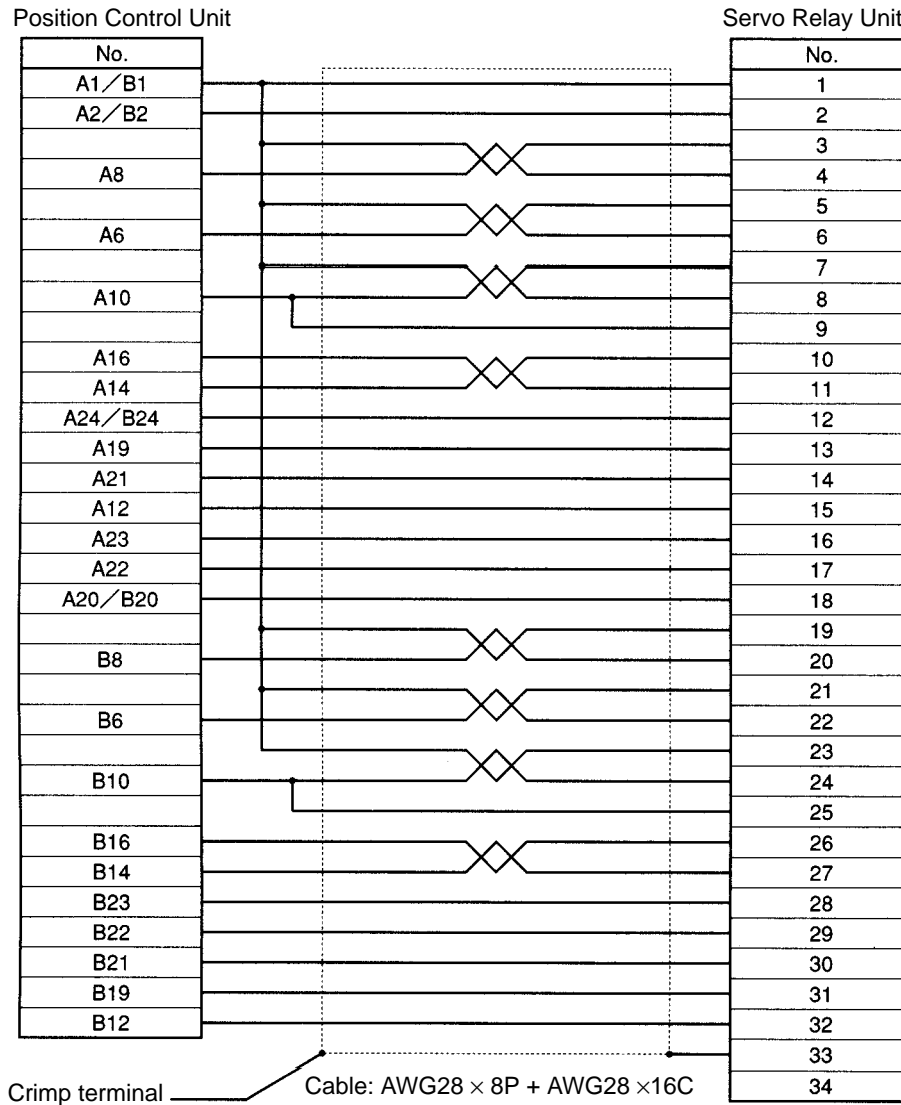 Position Control Unit Servo Relay Unit
No. No.
A1/B1 1
A2/B2 2
3
A8 4
5
A6 6
7
A10 8
9
A16 10
A14 11
A24/B24 12
A19 13
A21 14
A12 15
A23 16
A22 17
A20/B20 18
19
B8 20
21
B6 22
23
B10 24
25
B16 26
B14 27
B23 28
B22 29
B21 30
B19 31
B12 32
33
34
Crimp terminal Cable: AWG28 × 8P + AWG28 ×16C